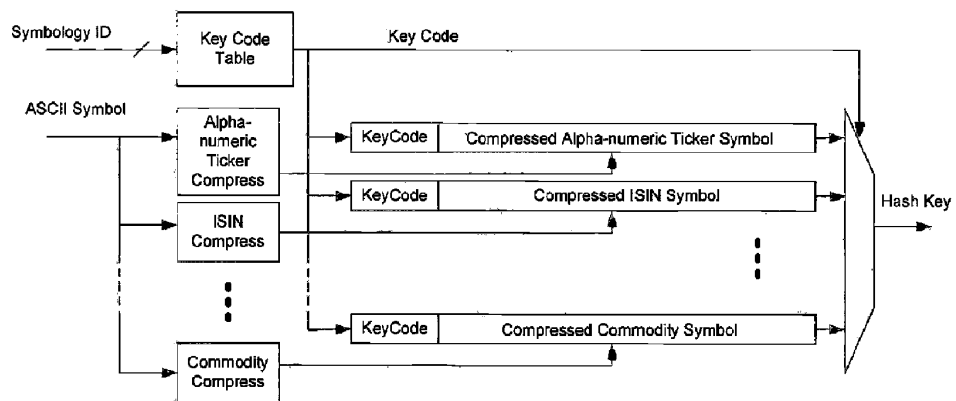 Symbology ID
Key Code
Table
Key Code
ASCII Symbol
Alpha-
numeric
Ticker
Compress
KeyCode
Compressed Alpha-numeric Ticker Symbol
KeyCode
Compressed ISIN Symbol
ISIN
Compress
Hash Key
KeyCode
Compressed Commodity Symbol
Commodity
Compress